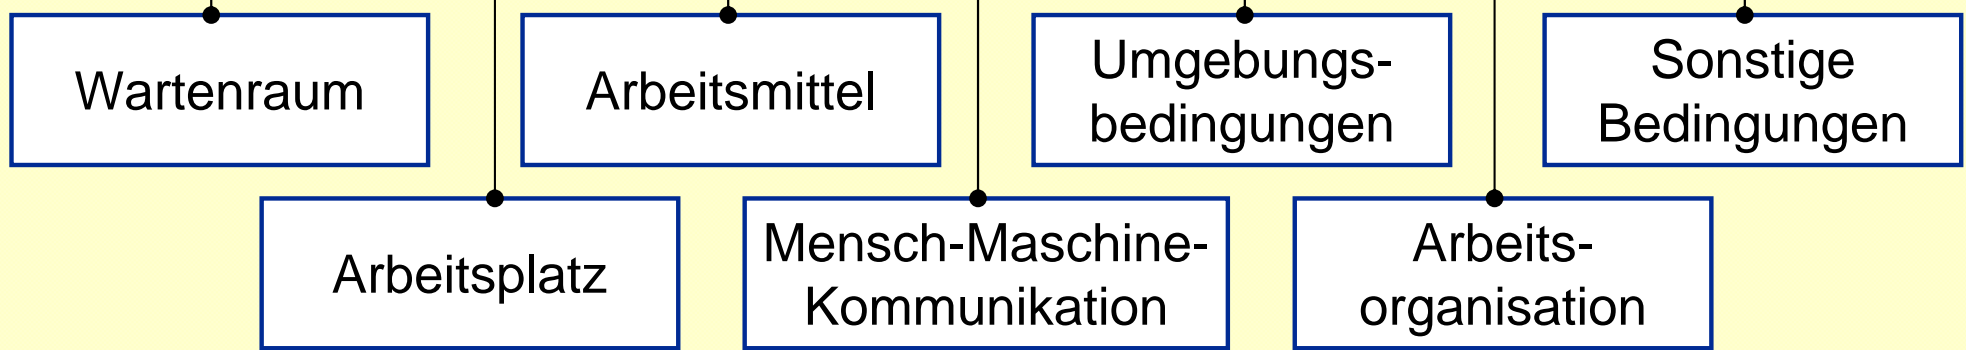 Wartenraum
Arbeitsmittel
Umgebungs-
bedingungen
Sonstige
Bedingungen
Arbeitsplatz
Mensch-Maschine-
Kommunikation
Arbeits-
organisation